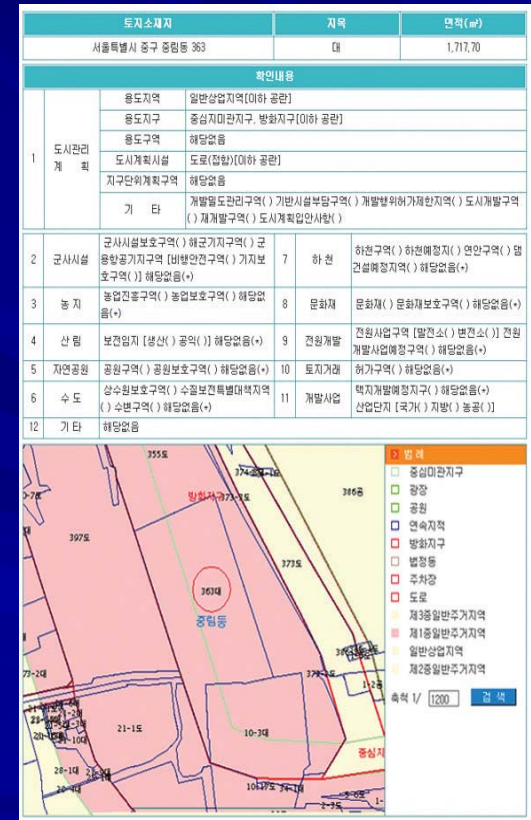 토지소재지 지목 면적(㎡)
서울특별시 중구 중림동 363 대 1,717.70
확인내용
1 도시관리 계 획
용도지역 일반상업지역[이하 공란]
용도지구 중심지미관지구, 방화지구[이하 공란]
용도구역 해당없음
도시계획시설 도로(접함)[이하 공란]
지구단위계획구역 해당없음
기 타 개발밀도관리구역( ) 기반시설부담구역( ) 개발행위허가제한지역( ) 도시개발구역
( ) 재개발구역( ) 도시계획입안사항( )
2 군사시설 군사시설보호구역( ) 해군기지구역( ) 군
용항공기지구역 [비행안전구역( ) 기지보
호구역( )] 해당없음(+)
7 하 천 하천구역( ) 하천예정지( ) 연안구역( ) 댐
건설예정지역( ) 해당없음(+)
3 농 지 농업진흥구역( ) 농업보호구역( ) 해당없
음(+)
8 문화재 문화재( ) 문화재보호구역( ) 해당없음(+)
4 산 림 보전임지 [생산( ) 공익( )] 해당없음(+)
9 전원개발 전원사업구역 [발전소( ) 변전소( )] 전원
개발사업예정구역( ) 해당없음(+)
5 자연공원 공원구역( ) 공원보호구역( ) 해당없음(+)
10 토지거래 허가구역( ) 해당없음(+)
6 수 도 상수원보호구역( ) 수질보전특별대책지역
( ) 수변구역( ) 해당없음(+)
11 개발사업 택지개발예정지구( ) 해당없음(+)
산업단지 [국가( ) 지방( ) 농공( )]
12 기 타 해당없음
355도
방화지구
373-3도
386공
397도
373도
363대
중림동
21-1도
10-3대
중심지
28-1대
범 례
중심미관지구
광장
공원
연속지적
방화지구
법정동
주차장
도로
제3종일반주거지역
제1종일반주거지역
일반상업지역
제2종일반주거지역
축척 1/ 1200 검 색